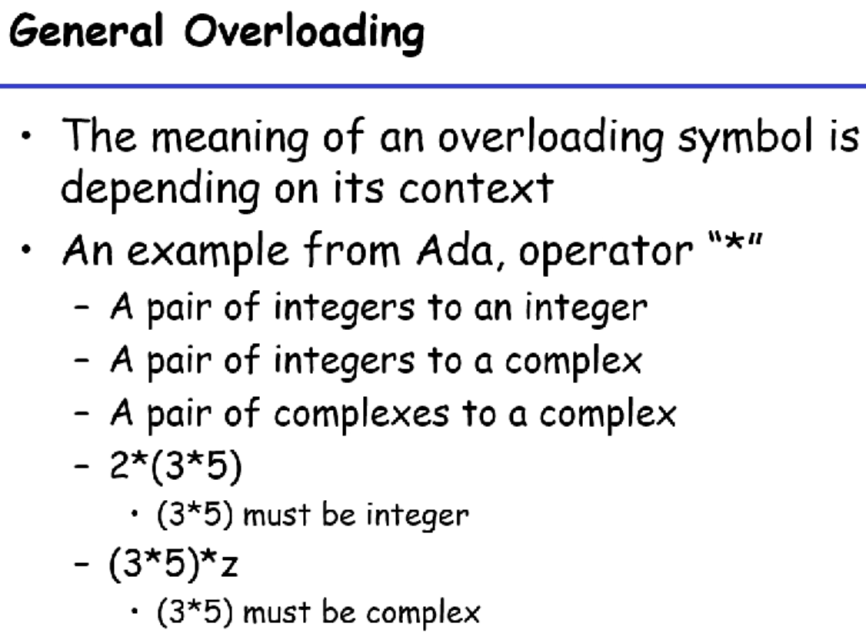 General Overloading
• The meaning of an overloading symbol is
depending on its context
• An example from Ada, operator “*”
– A pair of integers to an integer
– A pair of integers to a complex
– A pair of complexes to a complex
– 2*(3*5)
• (3*5) must be integer
– (3*5)*z
• (3*5) must be complex